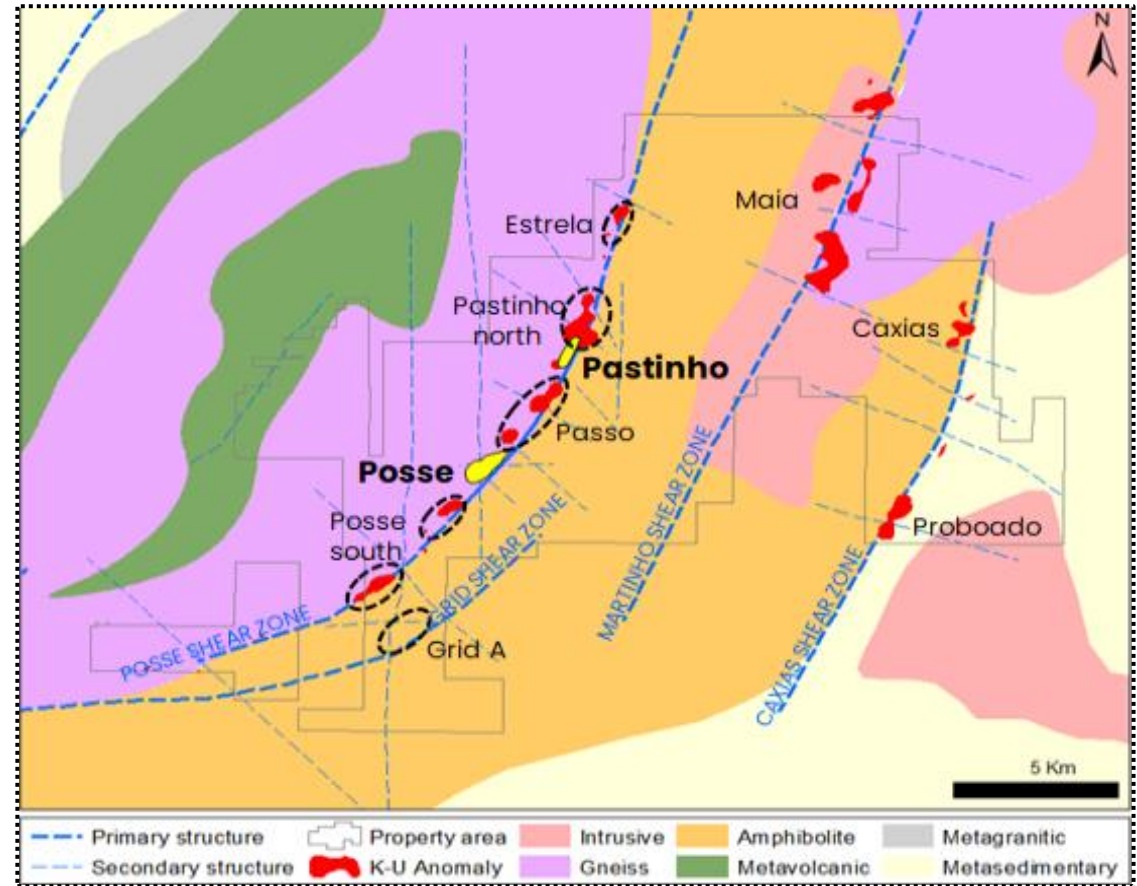 N
Estrela
Maia
Pastinho
north
Caxias
Pastinho
Passo
Posse
Posse
south
Proboado
Grid A
POSSE SHEAR ZONE
GRID SHEAR ZONE
MARTINHO SHEAR ZONE
CAXIAS SHEAR ZONE
5 Km
Primary structure Property area Intrusive Amphibolite Metagranitic
Secondary structure K-U Anomaly Gneiss Metavolcanic Metasedimentary